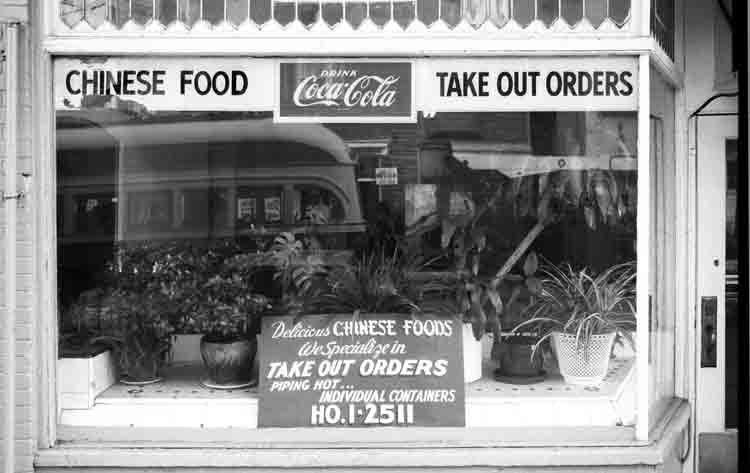 CHINESE FOOD
DRINK
Coca-Cola
TAKE OUT ORDERS
Delicious CHINESE FOODS
We Specialize in
TAKE OUT ORDERS
PIPING HOT...
INDIVIDUAL CONTAINERS
HO.1-2511